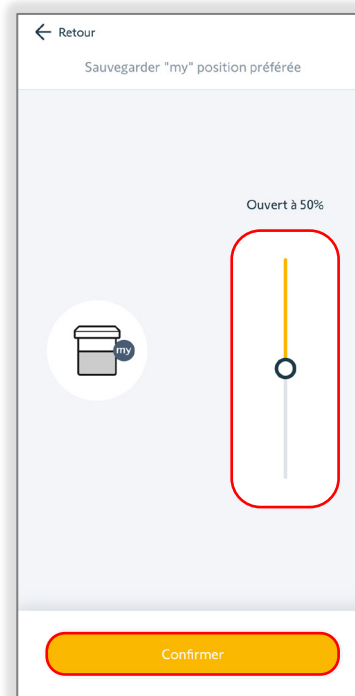 Retour
Sauvegarder "my" position préférée
Ouvert à 50%
my
Confirmer